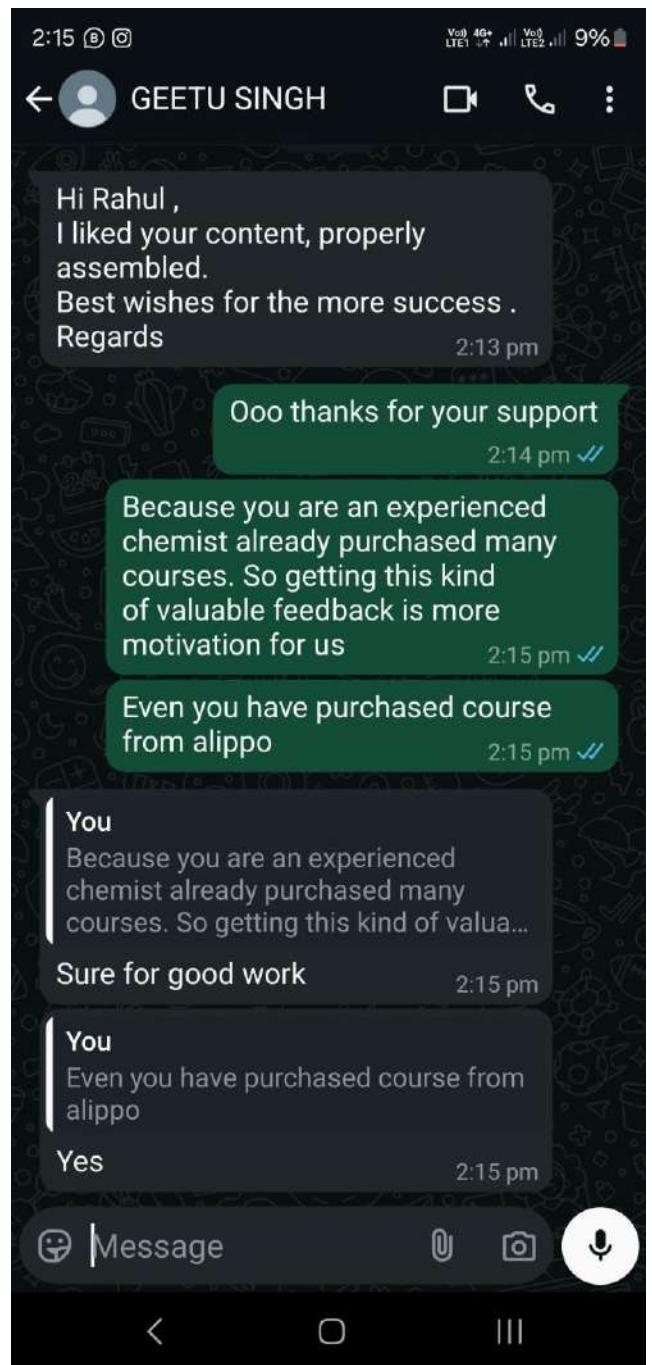 2:15
Vo) 4G+ Vo)
LTE1 LTE2 9%
GEETU SINGH
Hi Rahul ,
I liked your content, properly
assembled.
Best wishes for the more success .
Regards
2:13 pm
Ooo thanks for your support
2:14 pm
Because you are an experienced
chemist already purchased many
courses. So getting this kind
of valuable feedback is more
motivation for us
2:15 pm
Even you have purchased course
from alippo
2:15 pm
You
Because you are an experienced
chemist already purchased many
courses. So getting this kind of valua...
Sure for good work
2:15 pm
You
Even you have purchased course from
alippo
Yes
2:15 pm
Message